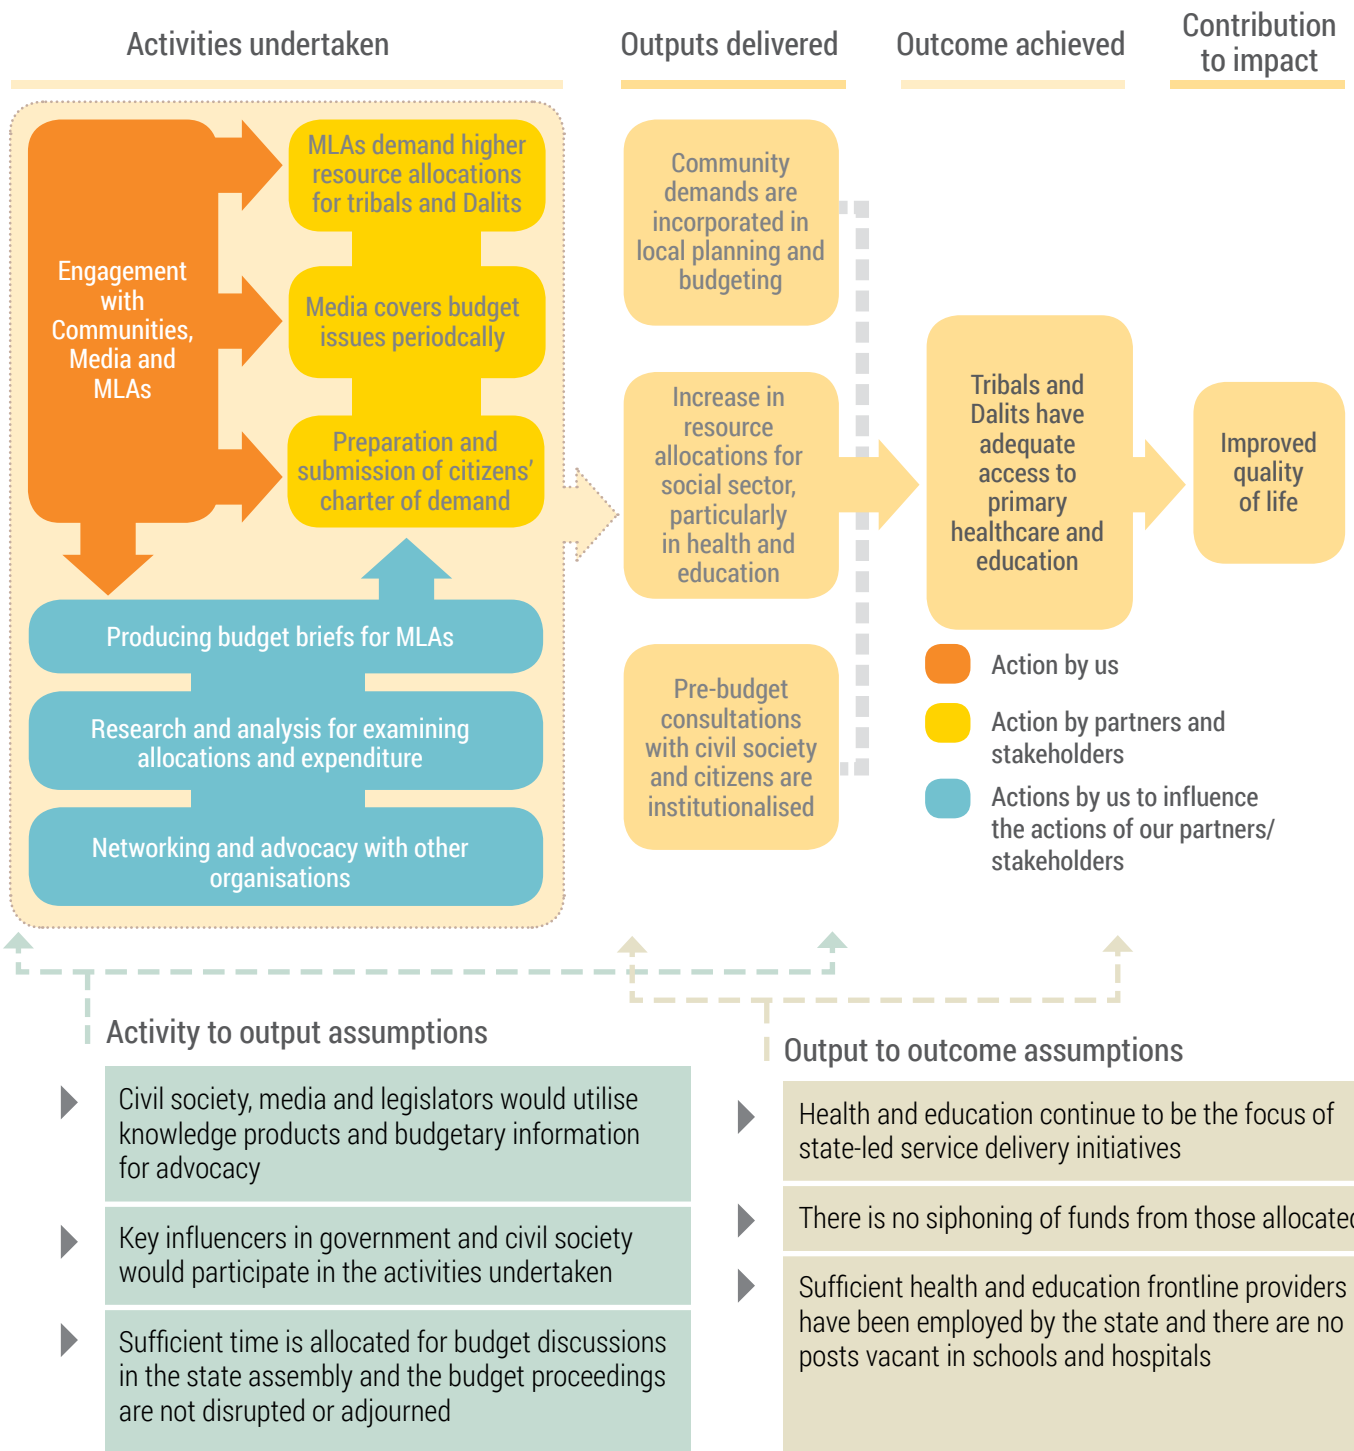 Activities undertaken
Outputs delivered
Outcome achieved
Contribution
to impact
Engagement
with
Communities,
Media and
MLAs
MLAs demand higher
resource allocations
for tribals and Dalits
Media covers budget
issues periodcally
Preparation and
submission of citizens’
charter of demand
Producing budget briefs for MLAs
Research and analysis for examining
allocations and expenditure
Networking and advocacy with other
organisations
Community
demands are
incorporated in
local planning and
budgeting
Increase in
resource
allocations for
social sector,
particularly
in health and
education
Pre-budget
consultations
with civil society
and citizens are
institutionalised
Tribals and
Dalits have
adequate
access to
primary
healthcare and
education
Improved
quality
of life
Action by us
Action by partners and
stakeholders
Actions by us to influence
the actions of our partners/
stakeholders
Activity to output assumptions
Civil society, media and legislators would utilise
knowledge products and budgetary information
for advocacy
Key influencers in government and civil society
would participate in the activities undertaken
Sufficient time is allocated for budget discussions
in the state assembly and the budget proceedings
are not disrupted or adjourned
Output to outcome assumptions
Health and education continue to be the focus of
state-led service delivery initiatives
There is no siphoning of funds from those allocated
Sufficient health and education frontline providers
have been employed by the state and there are no
posts vacant in schools and hospitals